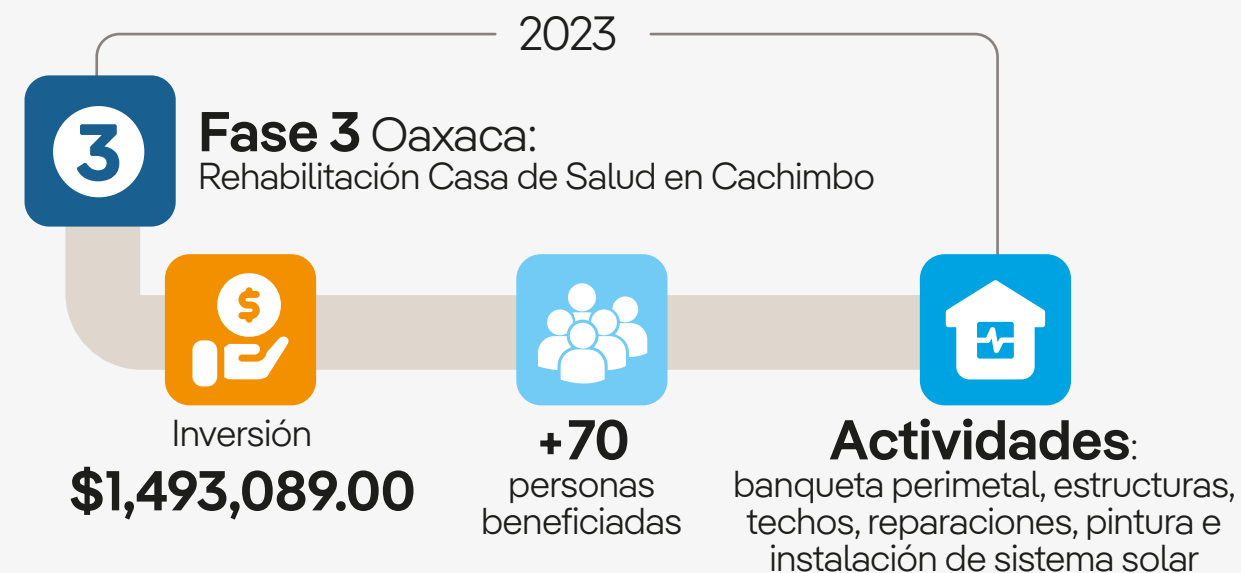 2023
3
Fase 3 Oaxaca:
Rehabilitación Casa de Salud en Cachimbo
$
Inversión
$1,493,089.00
+70
personas
beneficiadas
Actividades:
banqueta perimetal, estructuras,
techos, reparaciones, pintura e
instalación de sistema solar